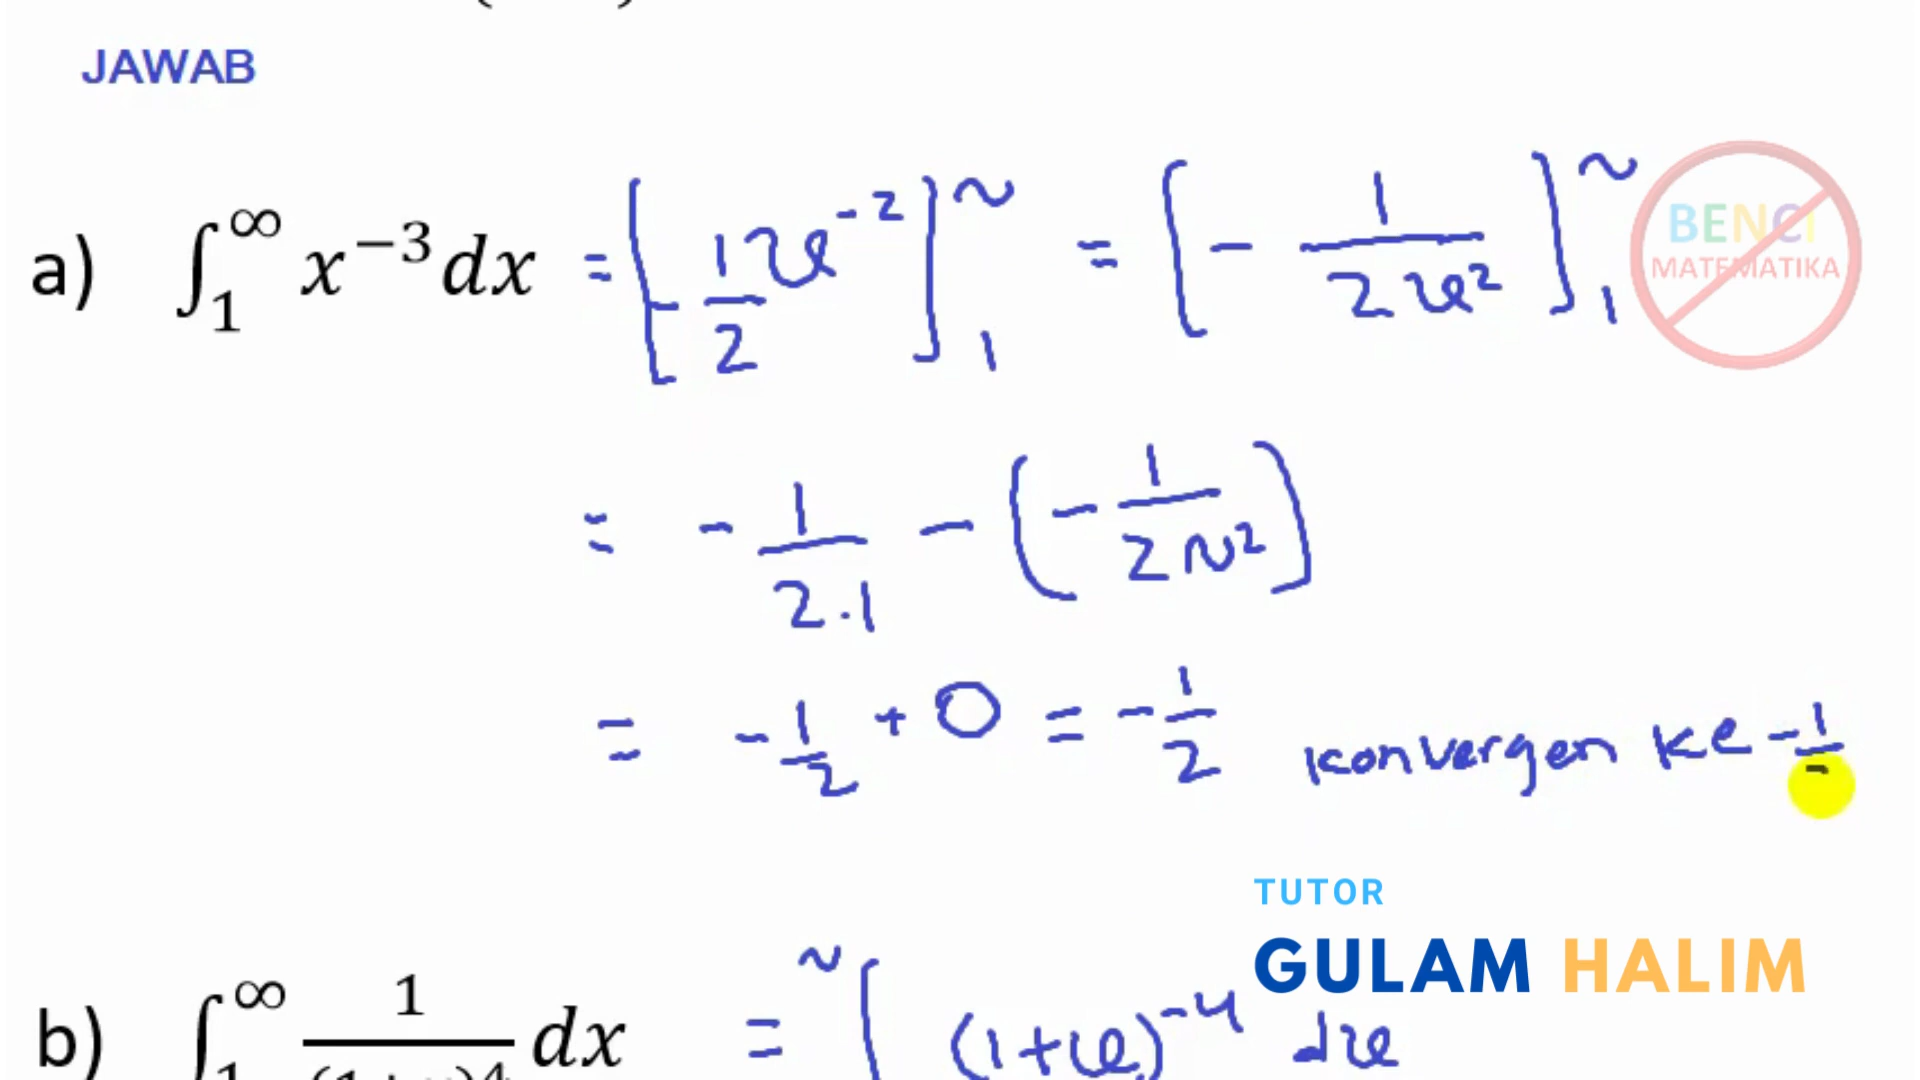 JAWAB
a) ∫₁^∞ x⁻³ dx = [-1/2 x⁻²]₁^~ = [- 1/(2x²)]₁^~
BENCI
MATEMATIKA
= - 1/(2.1) - (- 1/(2~²))
= - 1/2 + 0 = - 1/2 konvergen ke - 1/
TUTOR
GULAM HALIM
b) ∫₁^∞ 1/(1+x)⁴ dx = ∫^~ (1+x)⁻⁴ dx